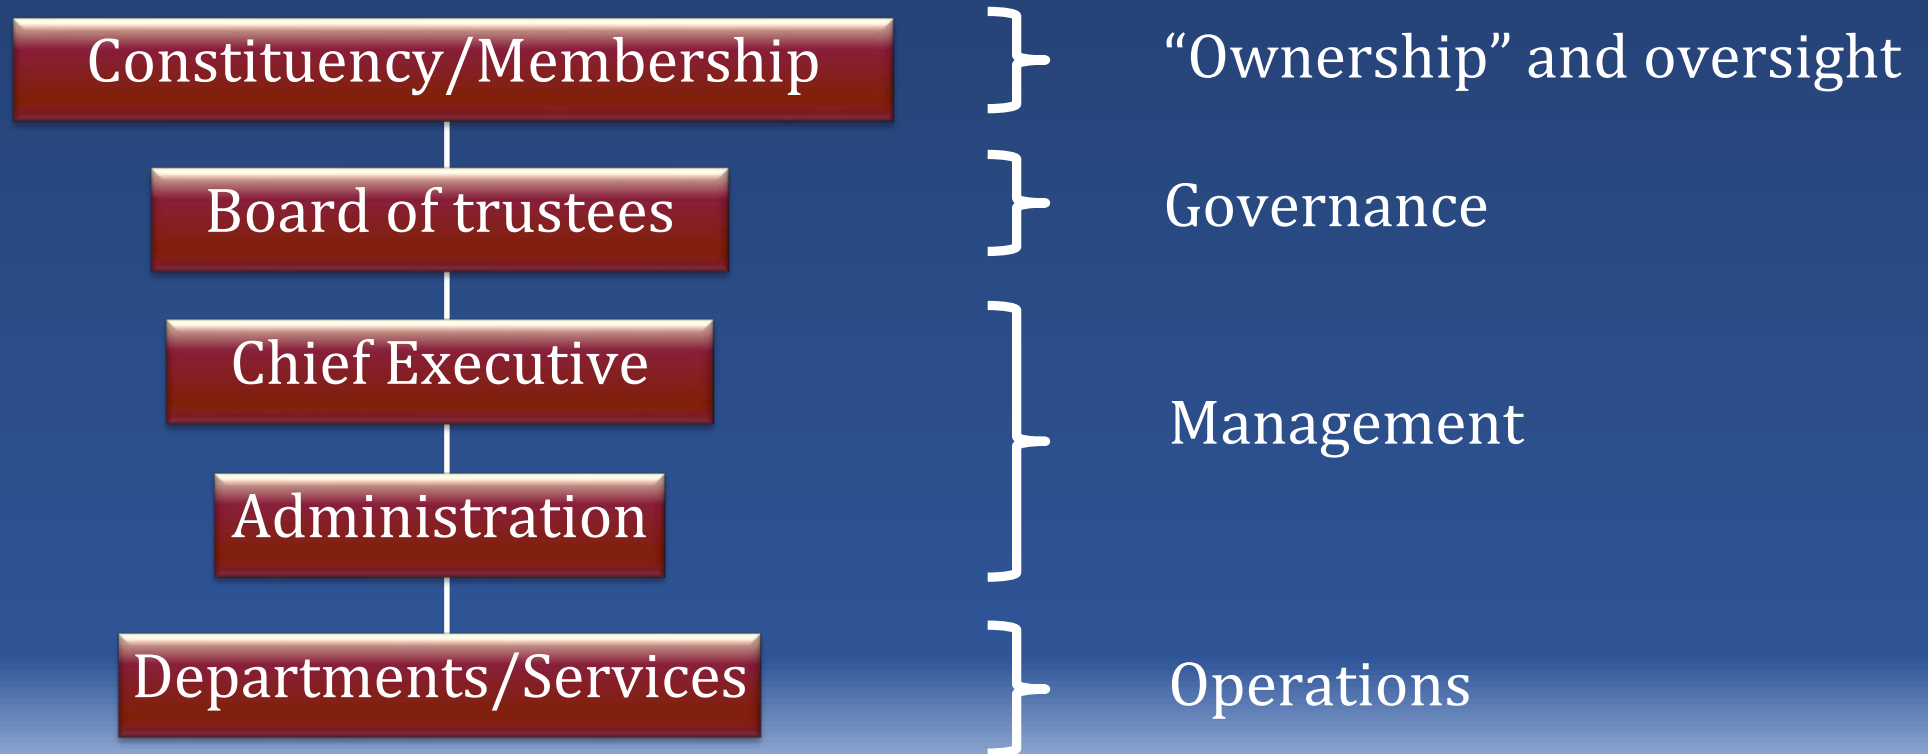 Constituency/Membership
“Ownership” and oversight
Board of trustees
Governance
Chief Executive
Management
Administration
Departments/Services
Operations